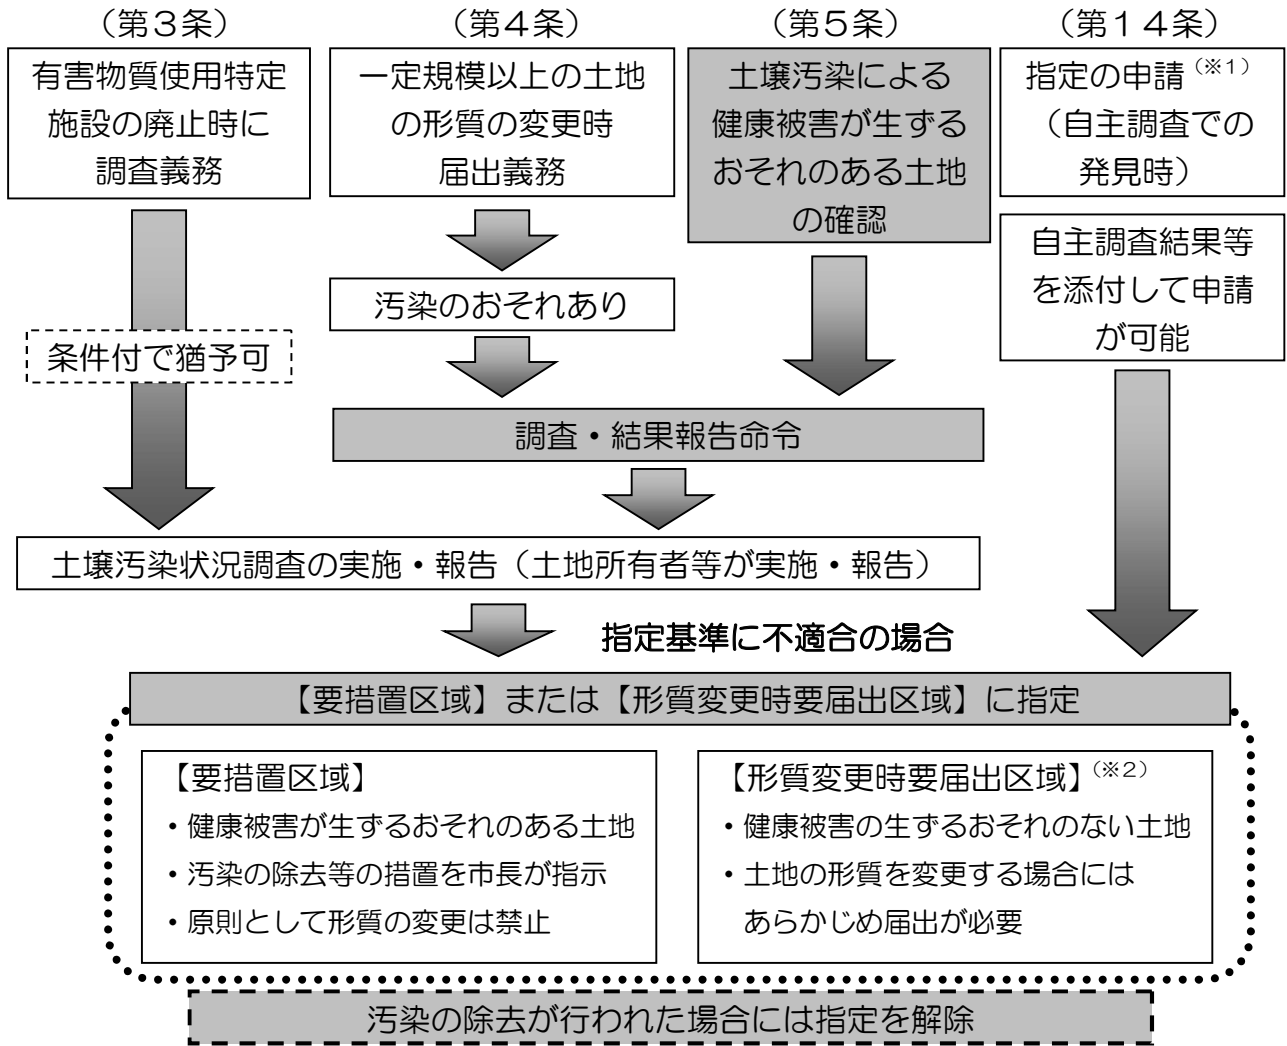 （第３条）
有害物質使用特定
施設の廃止時に
調査義務
条件付で猶予可
（第４条）
一定規模以上の土地
の形質の変更時
届出義務
汚染のおそれあり
（第５条）
土壌汚染による
健康被害が生ずる
おそれのある土地
の確認
調査・結果報告命令
（第１４条）
指定の申請（※1）
（自主調査での
発見時）
自主調査結果等
を添付して申請
が可能
土壌汚染状況調査の実施・報告（土地所有者等が実施・報告）
指定基準に不適合の場合
【要措置区域】または【形質変更時要届出区域】に指定
【要措置区域】
・健康被害が生ずるおそれのある土地
・汚染の除去等の措置を市長が指示
・原則として形質の変更は禁止
【形質変更時要届出区域】（※2）
・健康被害の生ずるおそれのない土地
・土地の形質を変更する場合には
あらかじめ届出が必要
汚染の除去が行われた場合には指定を解除